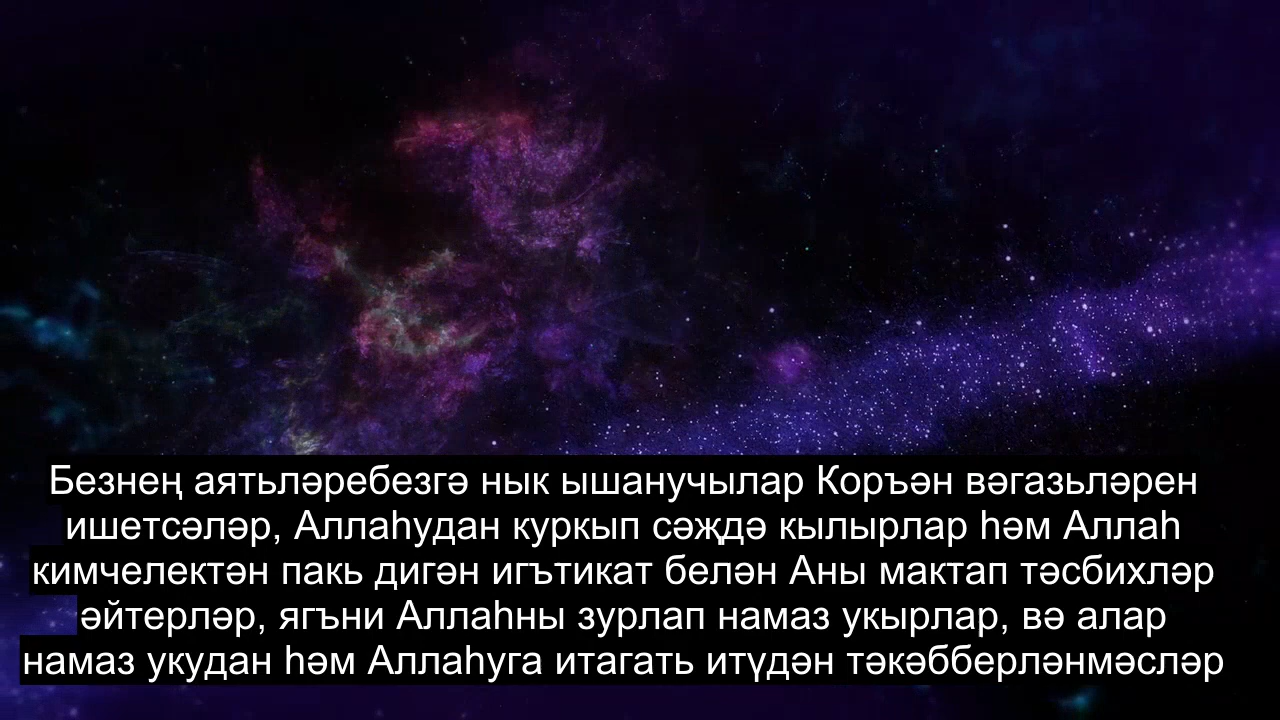 Безнең аятьләребезгә нык ышанучылар Коръән вәгазьләрен
ишетсәләр, Аллаһудан куркып сәҗдә кылырлар һәм Аллаһ
кимчелектән пакь дигән игътикат белән Аны мактап тәсбихләр
әйтерләр, ягъни Аллаһны зурлап намаз укырлар, вә алар
намаз укудан һәм Аллаһуга итагать итүдән тәкәбберләнмәсләр